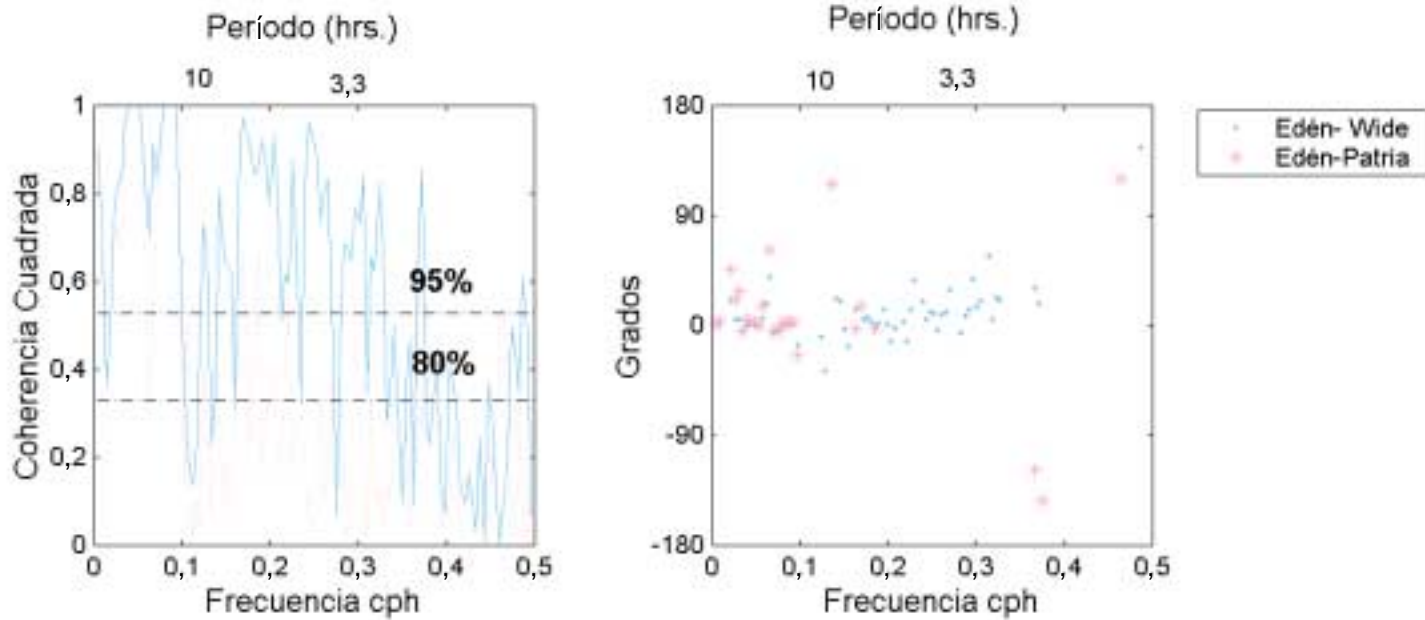 Período (hrs.)
10 3,3
1
0,8
0,6
0,4
0,2
0
Coherencia Cuadrada
95%
80%
0 0,1 0,2 0,3 0,4 0,5
Frecuencia cph
Período (hrs.)
10 3,3
180
90
0
-90
-180
Grados
0 0,1 0,2 0,3 0,4 0,5
Frecuencia cph
Edén- Wide
Edén-Patria